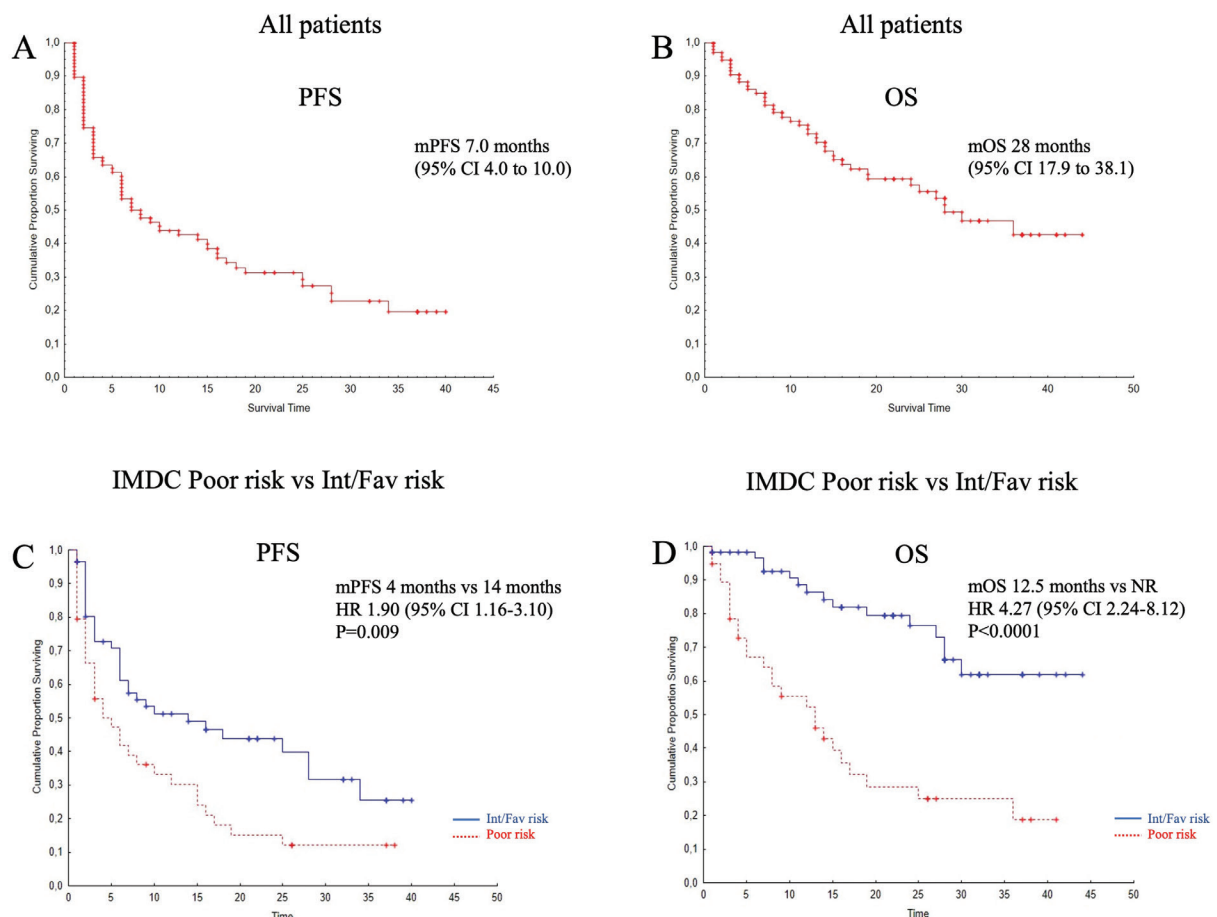 All patients
A
PFS
mPFS 7.0 months
(95% CI 4.0 to 10.0)
Cumulative Proportion Surviving
1,0
0,9
0,8
0,7
0,6
0,5
0,4
0,3
0,2
0,1
0,0
0 5 10 15 20 25 30 35 40 45
Survival Time
All patients
B
OS
mOS 28 months
(95% CI 17.9 to 38.1)
Cumulative Proportion Surviving
1,0
0,9
0,8
0,7
0,6
0,5
0,4
0,3
0,2
0,1
0,0
0 10 20 30 40 50
Survival Time
IMDC Poor risk vs Int/Fav risk
C
PFS
mPFS 4 months vs 14 months
HR 1.90 (95% CI 1.16-3.10)
P=0.009
Cumulative Proportion Surviving
1,0
0,9
0,8
0,7
0,6
0,5
0,4
0,3
0,2
0,1
0,0
Int/Fav risk
Poor risk
0 5 10 15 20 25 30 35 40 45
Time
IMDC Poor risk vs Int/Fav risk
D
OS
mOS 12.5 months vs NR
HR 4.27 (95% CI 2.24-8.12)
P<0.0001
Cumulative Proportion Surviving
1,0
0,9
0,8
0,7
0,6
0,5
0,4
0,3
0,2
0,1
0,0
Int/Fav risk
Poor risk
0 5 10 15 20 25 30 35 40 45 50
Time